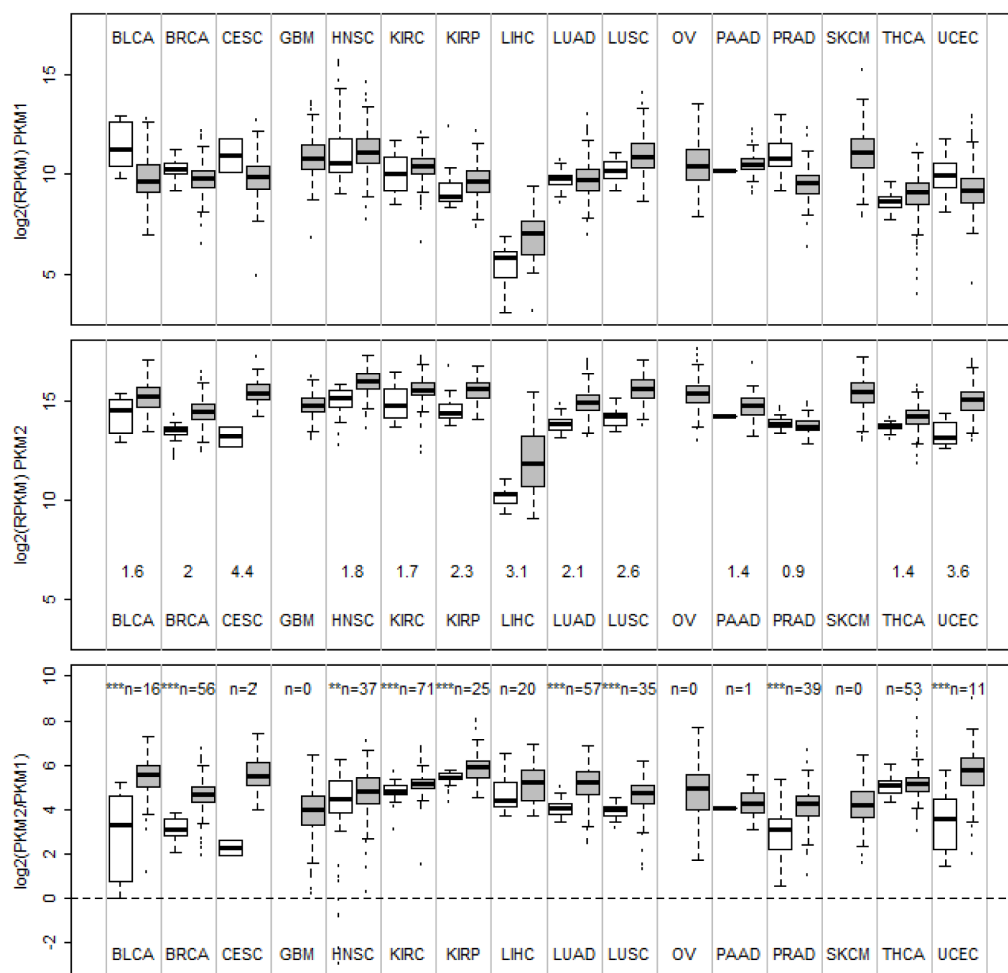 BLCA BRCA CESC GBM HNSC KIRC KIRP LIHC LUAD LUSC OV PAAD PRAD SKCM THCA UCEC
15
10
5
log2(RPKM) PKM1
15
10
5
log2(RPKM) PKM2
1.6 2 4.4 1.8 1.7 2.3 3.1 2.1 2.6 1.4 0.9 1.4 3.6
BLCA BRCA CESC GBM HNSC KIRC KIRP LIHC LUAD LUSC OV PAAD PRAD SKCM THCA UCEC
***n=16 ***n=56 n=2 n=0 **n=37 ***n=71 ***n=25 n=20 ***n=57 ***n=35 n=0 n=1 ***n=39 n=0 n=53 ***n=11
10
8
6
4
2
0
-2
log2(PKM2/PKM1)
BLCA BRCA CESC GBM HNSC KIRC KIRP LIHC LUAD LUSC OV PAAD PRAD SKCM THCA UCEC